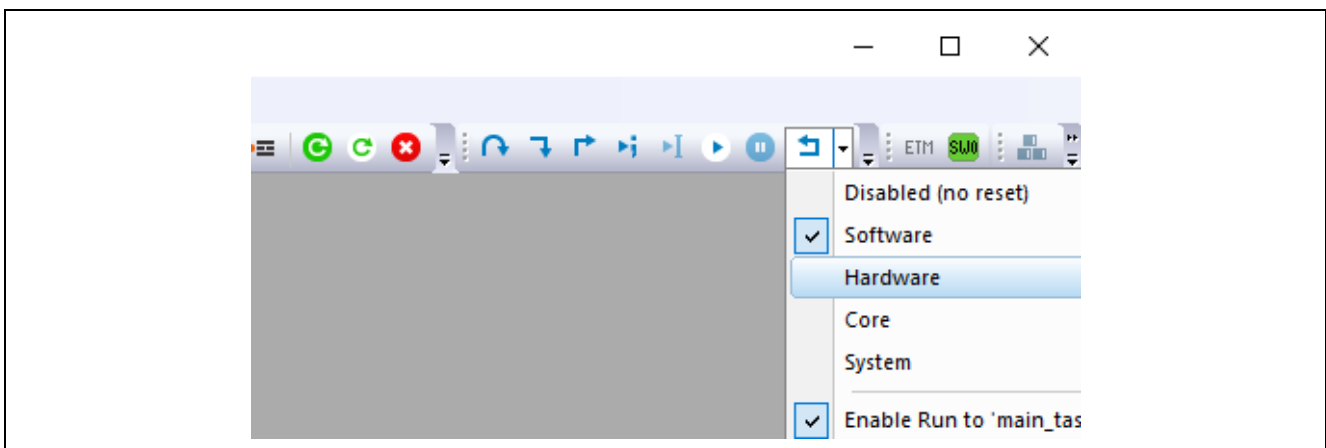 ETM SWO
Disabled (no reset)
Software
Hardware
Core
System
Enable Run to 'main_tas